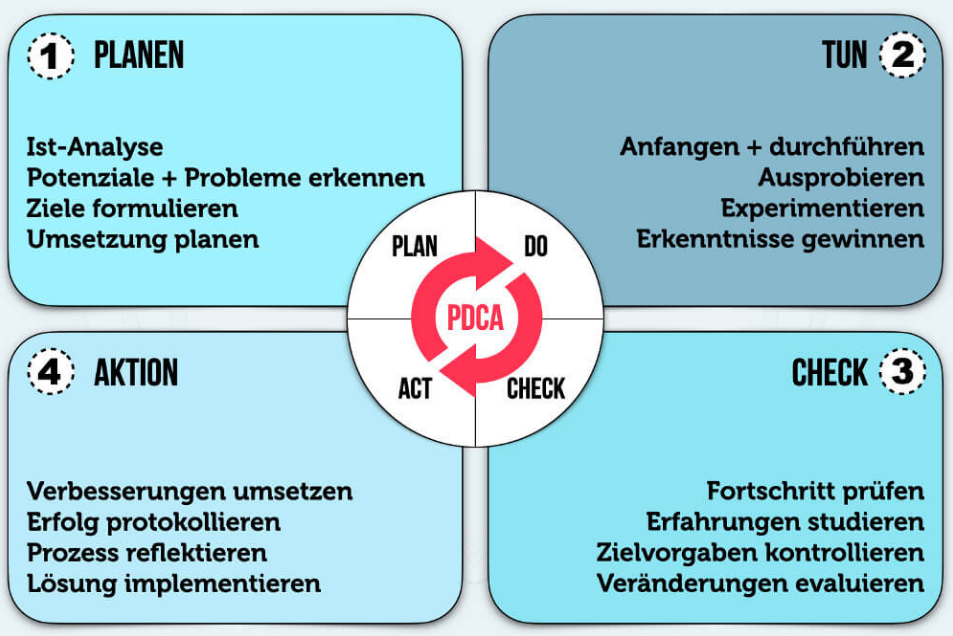 1 PLANEN
Ist-Analyse
Potenziale + Probleme erkennen
Ziele formulieren
Umsetzung planen
TUN 2
Anfangen + durchführen
Ausprobieren
Experimentieren
Erkenntnisse gewinnen
PLAN
DO
PDCA
ACT
CHECK
4 AKTION
Verbesserungen umsetzen
Erfolg protokollieren
Prozess reflektieren
Lösung implementieren
CHECK 3
Fortschritt prüfen
Erfahrungen studieren
Zielvorgaben kontrollieren
Veränderungen evaluieren